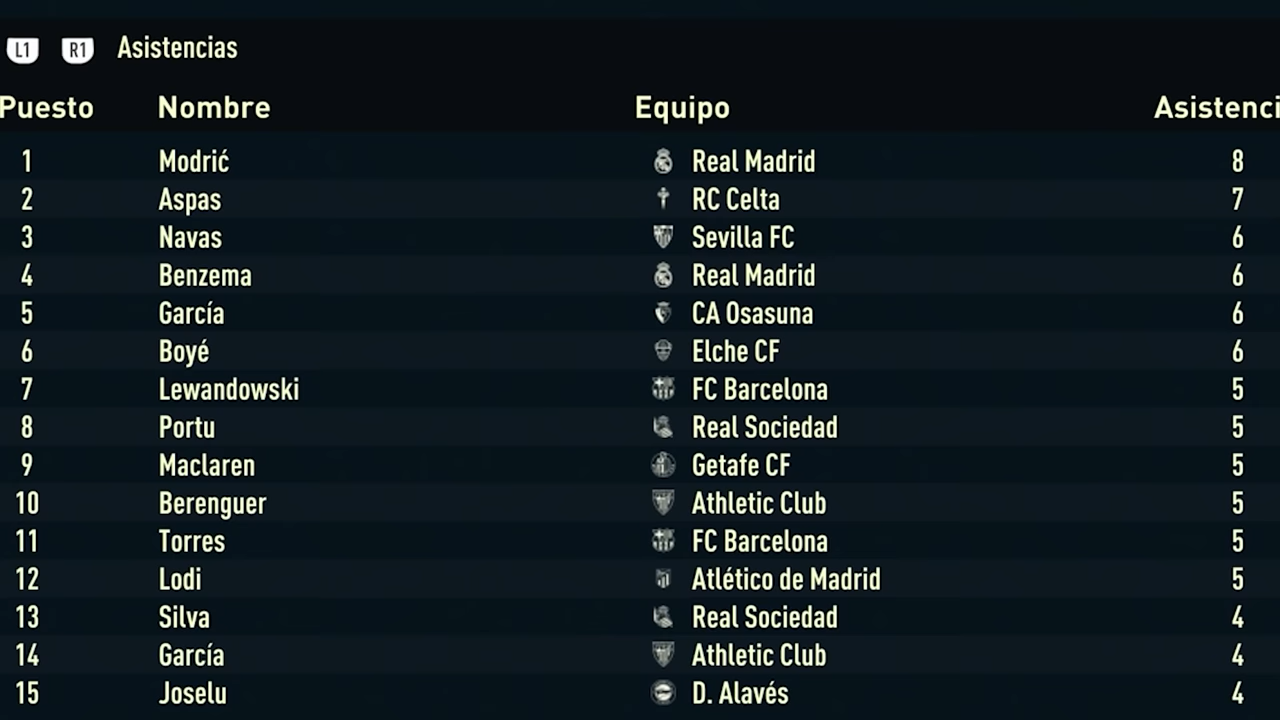 L1 R1 Asistencias
Puesto Nombre Equipo Asistenci
1 Modrić Real Madrid 8
2 Aspas RC Celta 7
3 Navas Sevilla FC 6
4 Benzema Real Madrid 6
5 García CA Osasuna 6
6 Boyé Elche CF 6
7 Lewandowski FC Barcelona 5
8 Portu Real Sociedad 5
9 Maclaren Getafe CF 5
10 Berenguer Athletic Club 5
11 Torres FC Barcelona 5
12 Lodi Atlético de Madrid 5
13 Silva Real Sociedad 4
14 García Athletic Club 4
15 Joselu D. Alavés 4